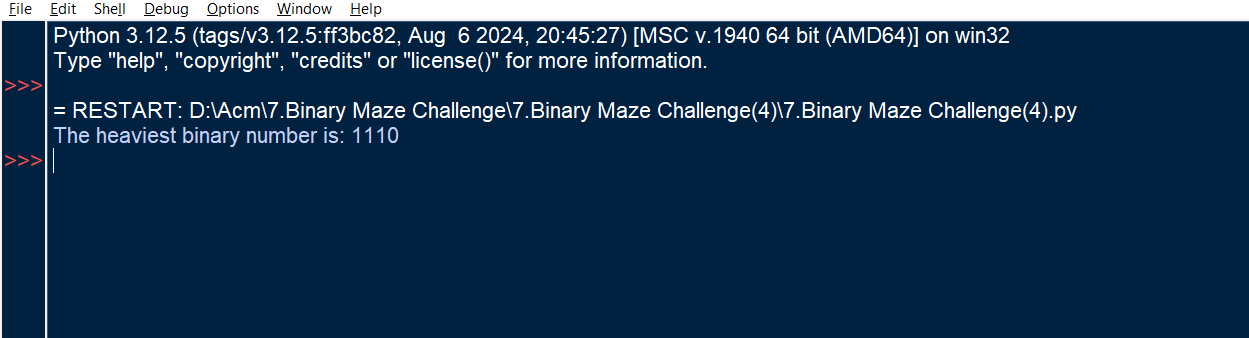 File Edit Shell Debug Options Window Help
Python 3.12.5 (tags/v3.12.5:ff3bc82, Aug  6 2024, 20:45:27) [MSC v.1940 64 bit (AMD64)] on win32
Type "help", "copyright", "credits" or "license()" for more information.
>>>
= RESTART: D:\Acm\7.Binary Maze Challenge\7.Binary Maze Challenge(4)\7.Binary Maze Challenge(4).py
The heaviest binary number is: 1110
>>>